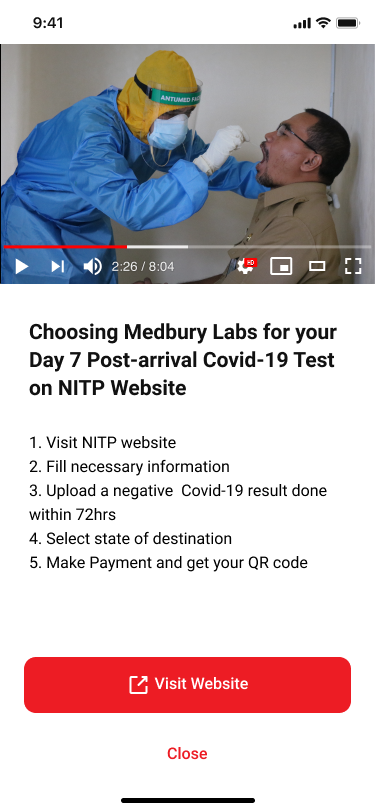 9:41
ANTUMED FAC
2:26 / 8:04
HD
Choosing Medbury Labs for your
Day 7 Post-arrival Covid-19 Test
on NITP Website
1. Visit NITP website
2. Fill necessary information
3. Upload a negative  Covid-19 result done
within 72hrs
4. Select state of destination
5. Make Payment and get your QR code
Visit Website
Close